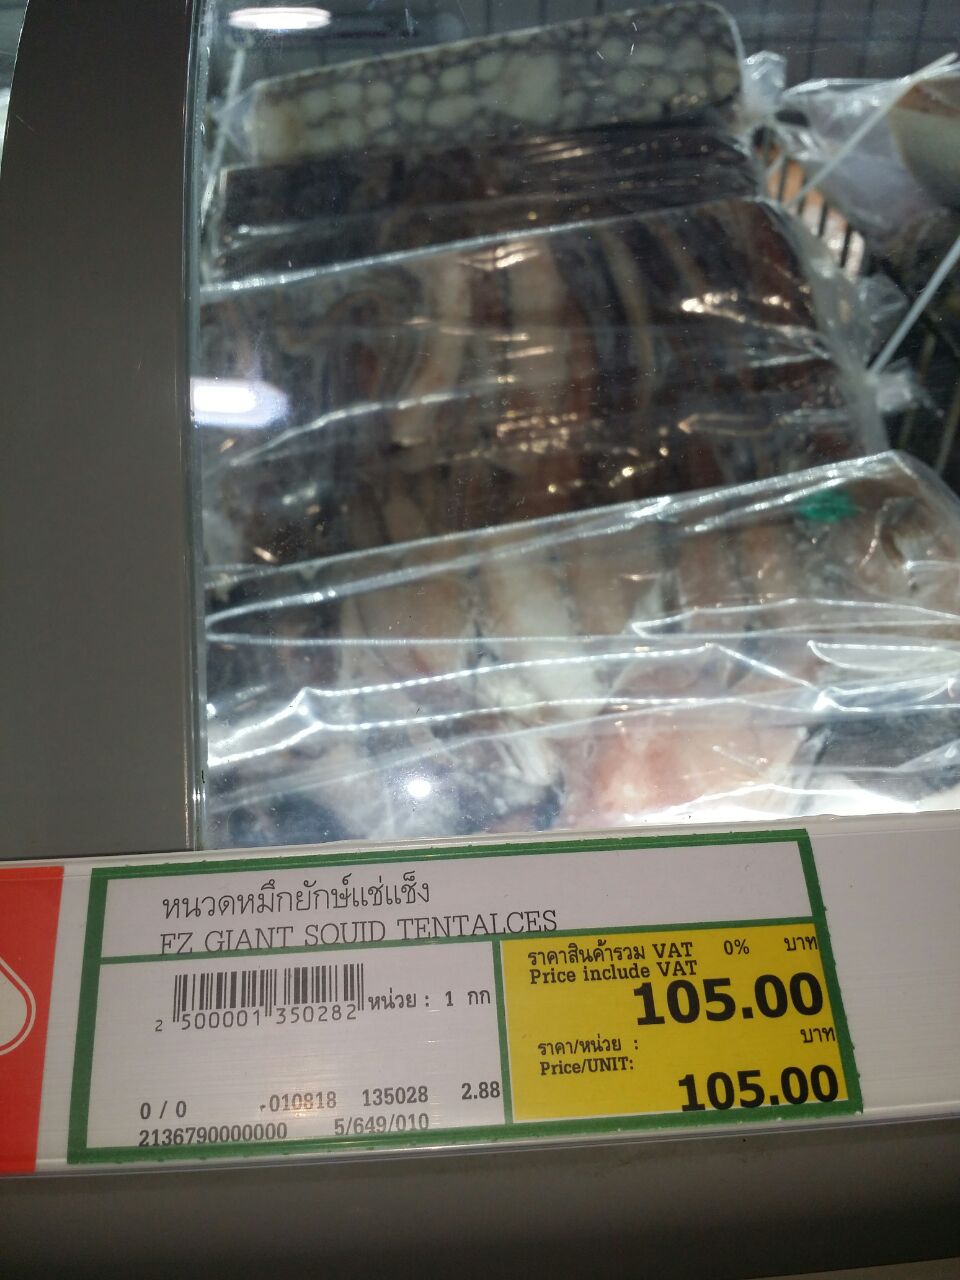 หนวดหมึกยักษ์แช่แข็ง
FZ GIANT SQUID TENTALCES
2 500001 350282
หน่วย : 1 กก
0 / 0 010818 135028 2.88
2136790000000 5/649/010
ราคาสินค้ารวม VAT 0% บาท
Price include VAT
105.00
ราคา/หน่วย : บาท
Price/UNIT:
105.00